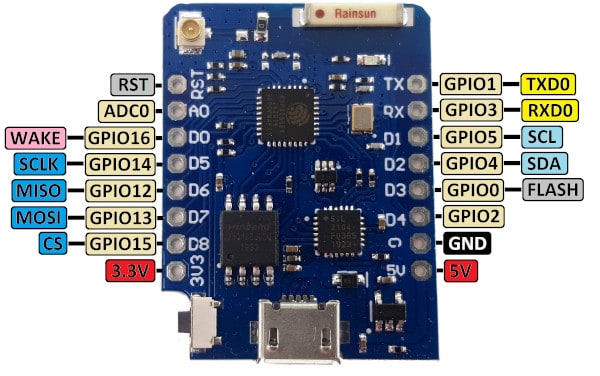 Rainsun
RST RST TX GPIO1 TXD0
ADC0 A0 RX GPIO3 RXD0
WAKE GPIO16 D0 D1 GPIO5 SCL
SCLK GPIO14 D5 D2 GPIO4 SDA
MISO GPIO12 D6 D3 GPIO0 FLASH
MOSI GPIO13 D7 D4 GPIO2
CS GPIO15 D8 G GND
3.3V 3V3 5V 5V
SIL
2104